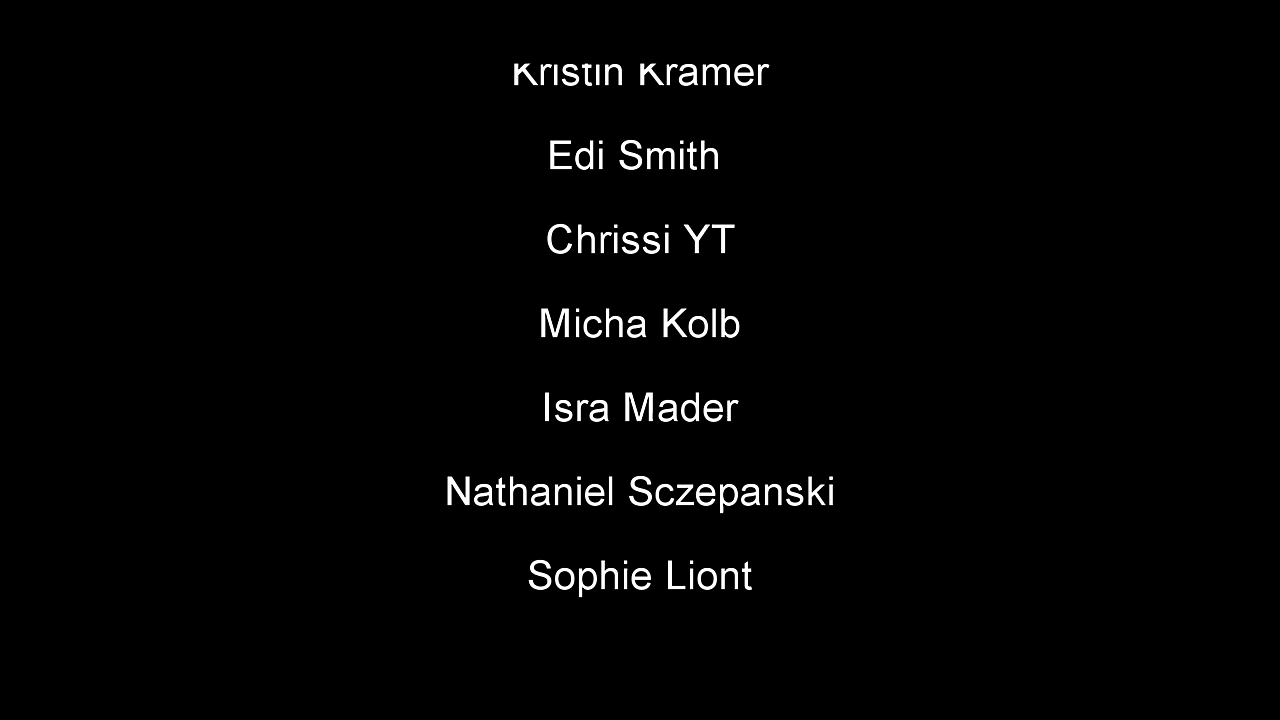 Kristin Kramer
Edi Smith
Chrissi YT
Micha Kolb
Isra Mader
Nathaniel Sczepanski
Sophie Liont